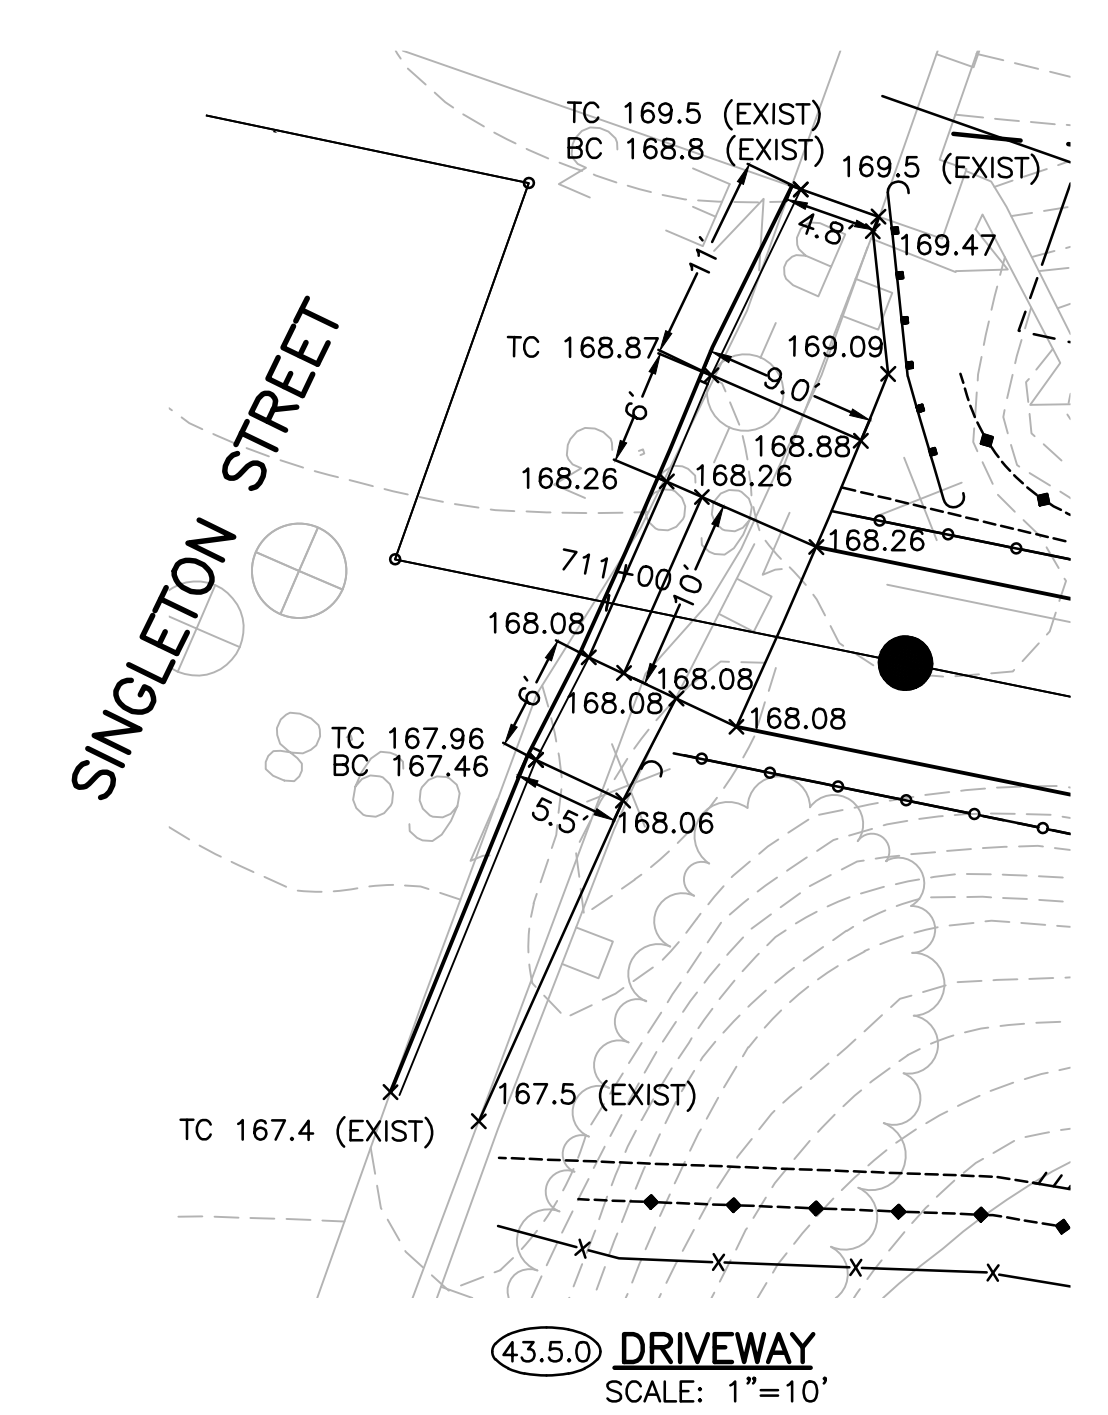 TC 169.5 (EXIST)
BC 168.8 (EXIST)
169.5 (EXIST)
4.8'
169.47
11'
TC 168.87
169.09
9.0'
6'
168.88
168.26
168.26
168.26
711+00
10'
168.08
168.08
168.08
168.08
6'
TC 167.96
BC 167.46
5.5'
168.06
SINGLETON STREET
167.5 (EXIST)
TC 167.4 (EXIST)
43.5.0 DRIVEWAY
SCALE: 1"=10'